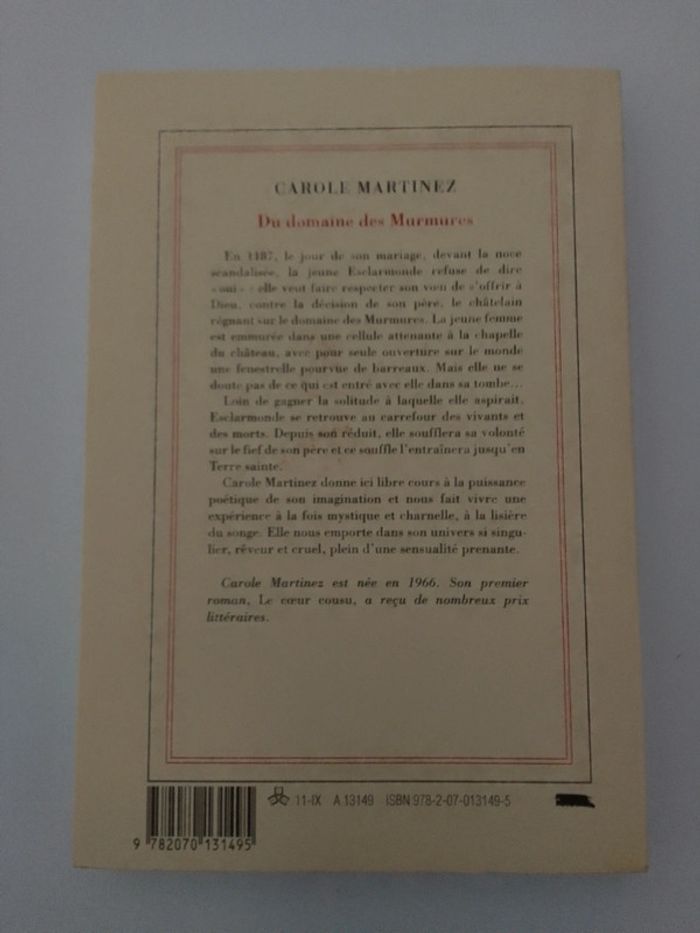 CAROLE MARTINEZ
Du domaine des Murmures
En 1187, le jour de son mariage, devant la noce
scandalisée, la jeune Esclarmonde refuse de dire
« oui » : elle veut faire respecter son vœu de s'offrir à
Dieu, contre la décision de son père, le châtelain
régnant sur le domaine des Murmures. La jeune femme
est emmurée dans une cellule attenante à la chapelle
du château, avec pour seule ouverture sur le monde
une fenestrelle pourvue de barreaux. Mais elle ne se
doute pas de ce qui est entré avec elle dans sa tombe...
Loin de gagner la solitude à laquelle elle aspirait,
Esclarmonde se retrouve au carrefour des vivants et
des morts. Depuis son réduit, elle soufflera sa volonté
sur le fief de son père et ce souffle l'entraînera jusqu'en
Terre sainte.
Carole Martinez donne ici libre cours à la puissance
poétique de son imagination et nous fait vivre une
expérience à la fois mystique et charnelle, à la lisière
du songe. Elle nous emporte dans son univers si singu-
lier, rêveur et cruel, plein d'une sensualité prenante.
Carole Martinez est née en 1966. Son premier
roman, Le cœur cousu, a reçu de nombreux prix
littéraires.
11-IX A 13149 ISBN 978-2-07-013149-5
9 782070 131495